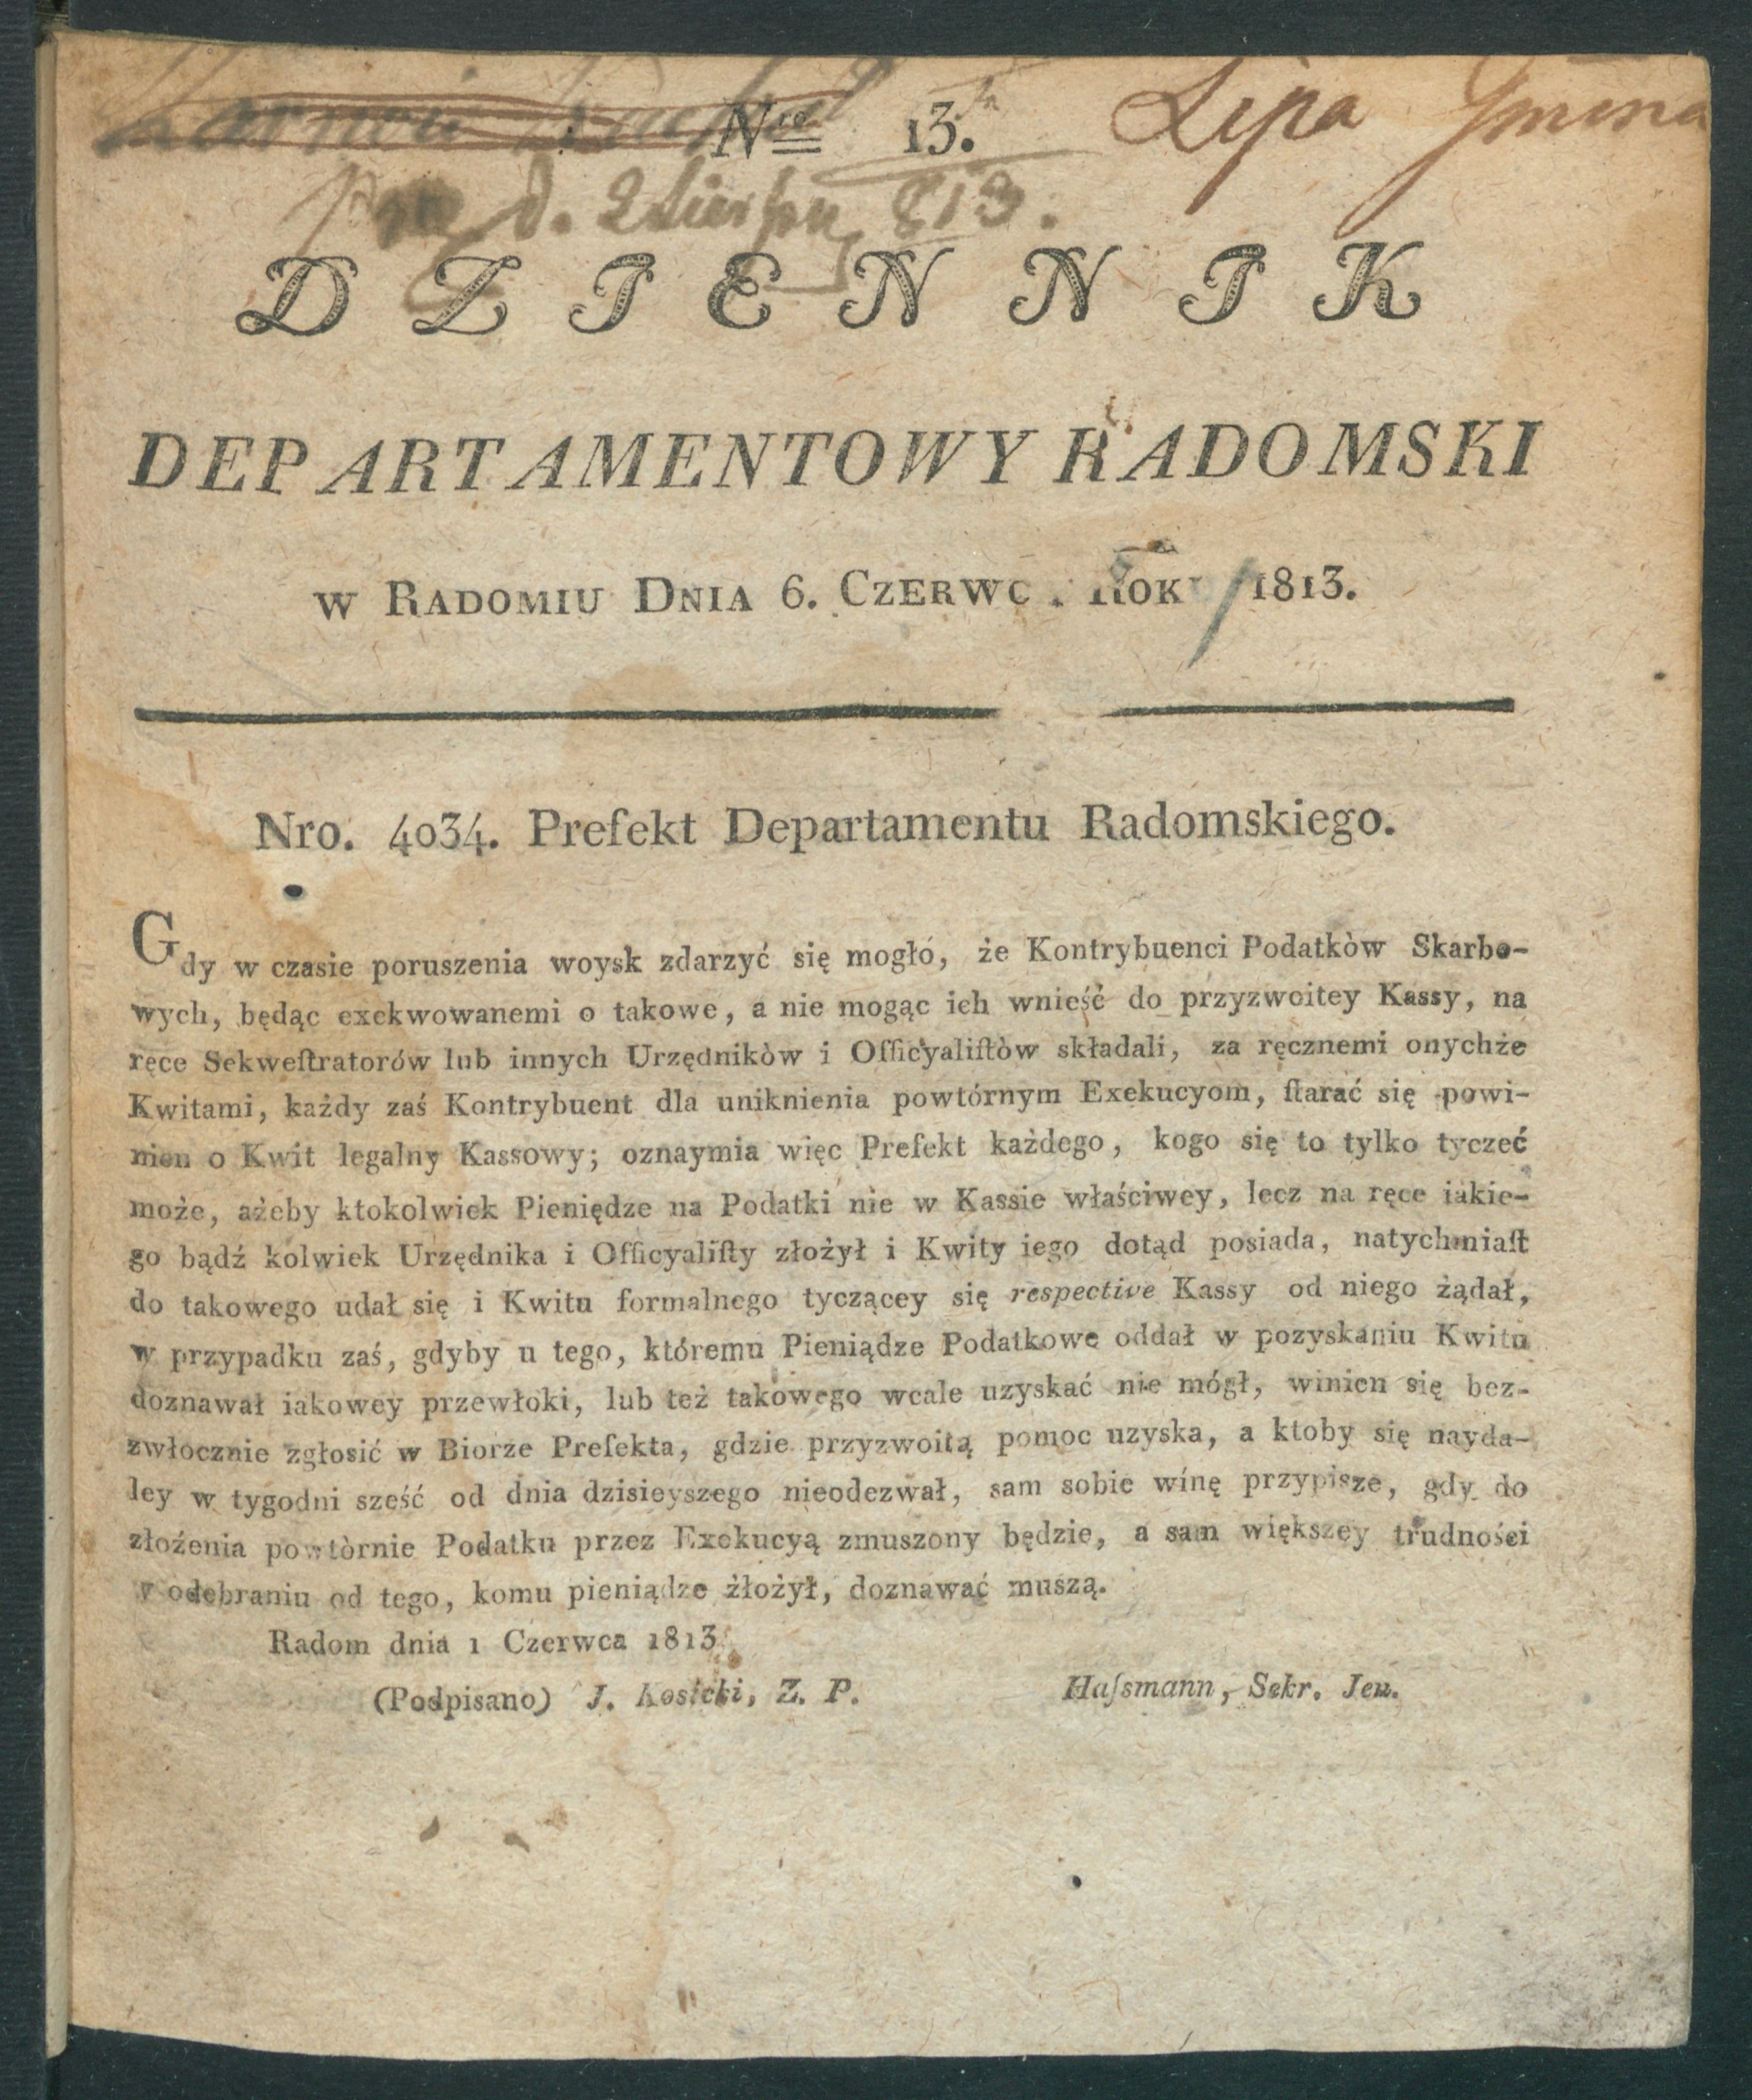 Nro 13.
Lipa Gmina
d. 2 Sierpn 813.
DZIENNIK
DEPARTAMENTOWY RADOMSKI
w Radomiu Dnia 6. Czerwc . Roku 1813.
Nro. 4034. Prefekt Departamentu Radomskiego.
Gdy w czasie poruszenia woysk zdarzyć się mogłó, że Kontrybuenci Podatkòw Skarbo-
wych, będąc exekwowanemi o takowe, a nie mogąc ich wnieść do przyzwoitey Kassy, na
ręce Sekweſtratorów lub innych Urzędnikòw i Officyaliſtòw składali, za ręcznemi onychże
Kwitami, każdy zaś Kontrybuent dla uniknienia powtórnym Exekucyom, ſtarać się powi-
nien o Kwit legalny Kassowy; oznaymia więc Prefekt każdego, kogo się to tylko tyczeć
może, ażeby ktokolwiek Pieniędze na Podatki nie w Kassie właściwey, lecz na ręce iakie-
go bądź kolwiek Urzędnika i Officyaliſty złożył i Kwity iego dotąd posiada, natychmiaſt
do takowego udał się i Kwitu formalnego tyczącey się respective Kassy od niego żądał,
w przypadku zaś, gdyby u tego, któremu Pieniądze Podatkowe oddał w pozyskaniu Kwitu
doznawał iakowey przewłoki, lub też takowego wcale uzyskać nie mógł, winien się bez-
zwłocznie zgłosić w Biorze Prefekta, gdzie przyzwoitą pomoc uzyska, a ktoby się nayda-
ley w tygodni sześć od dnia dzisieyszego nieodezwał, sam sobie winę przypisze, gdy do
złożenia powtòrnie Podatku przez Exekucyą zmuszony będzie, a sam większey trudności
w odebraniu od tego, komu pieniądze żłożył, doznawać muszą.
Radom dnia 1 Czerwca 1813
(Podpisano) J. Kosicki, Z. P. Haſsmann, Sekr. Jen.